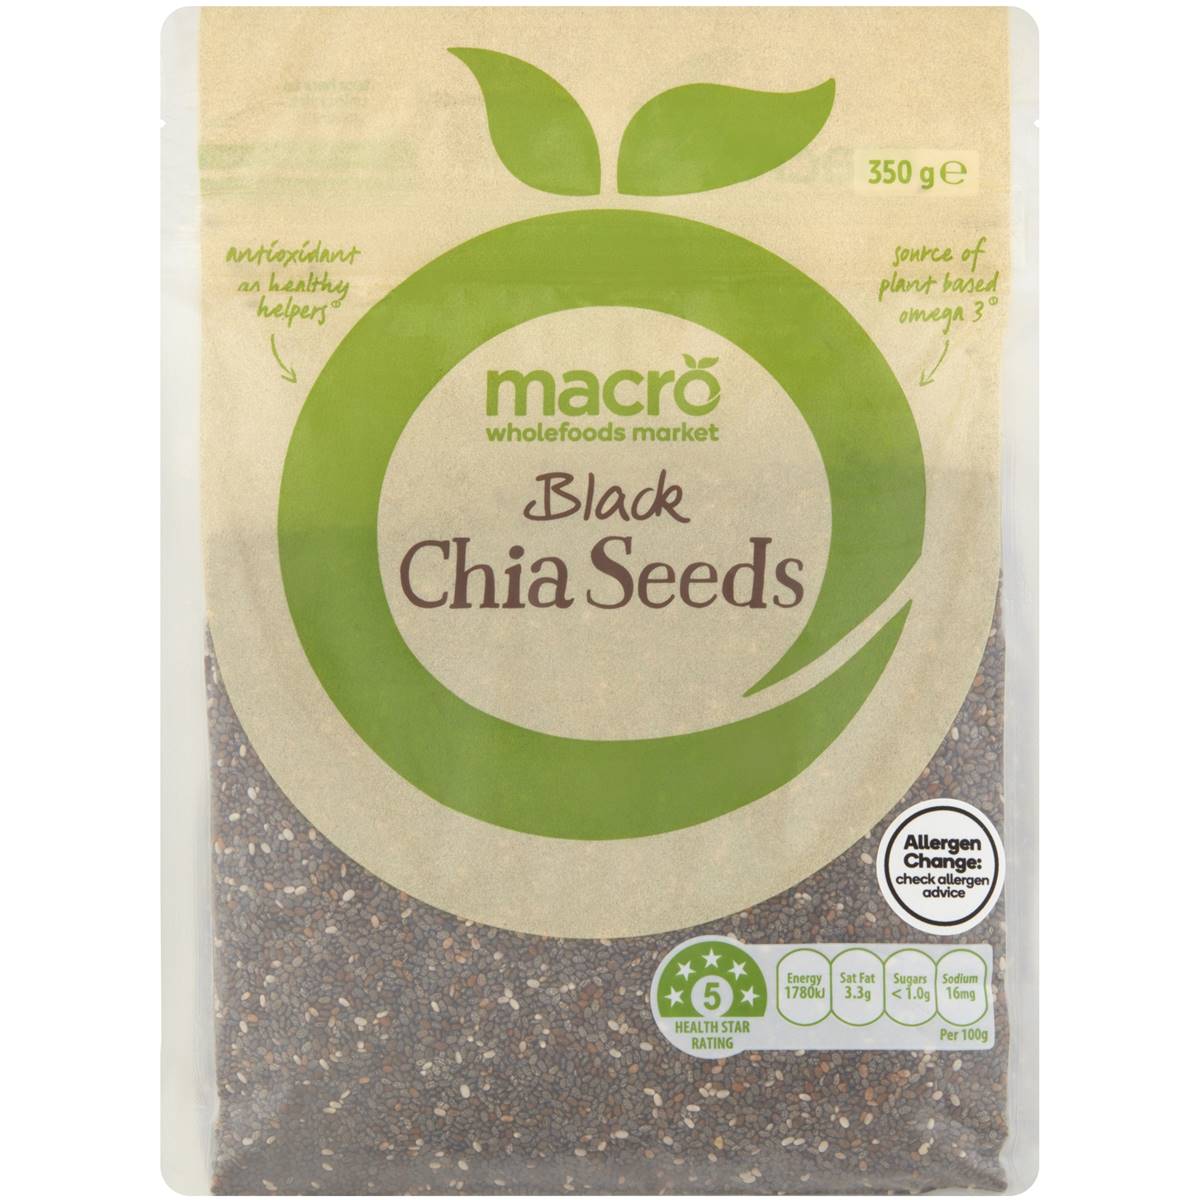 350 g ℮
antioxidant
as healthy
helpers
source of
plant based
omega 3
macro
wholefoods market
Black
Chia Seeds
Allergen
Change:
check allergen
advice
5
HEALTH STAR
RATING
Energy
1780kJ
Sat Fat
3.3g
Sugars
< 1.0g
Sodium
16mg
Per 100g